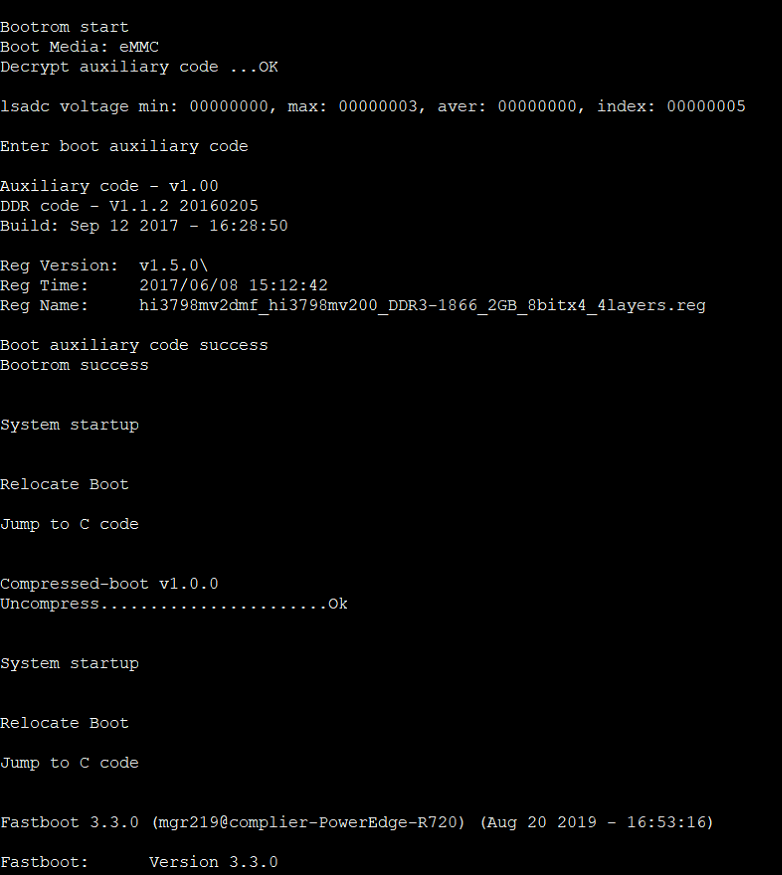 Bootrom start
Boot Media: eMMC
Decrypt auxiliary code ...OK
lsadc voltage min: 00000000, max: 00000003, aver: 00000000, index: 00000005
Enter boot auxiliary code
Auxiliary code - v1.00
DDR code - V1.1.2 20160205
Build: Sep 12 2017 - 16:28:50
Reg Version:  v1.5.0\
Reg Time:     2017/06/08 15:12:42
Reg Name:     hi3798mv2dmf_hi3798mv200_DDR3-1866_2GB_8bitx4_4layers.reg
Boot auxiliary code success
Bootrom success
System startup
Relocate Boot
Jump to C code
Compressed-boot v1.0.0
Uncompress.......................Ok
System startup
Relocate Boot
Jump to C code
Fastboot 3.3.0 (mgr219@complier-PowerEdge-R720) (Aug 20 2019 - 16:53:16)
Fastboot:      Version 3.3.0